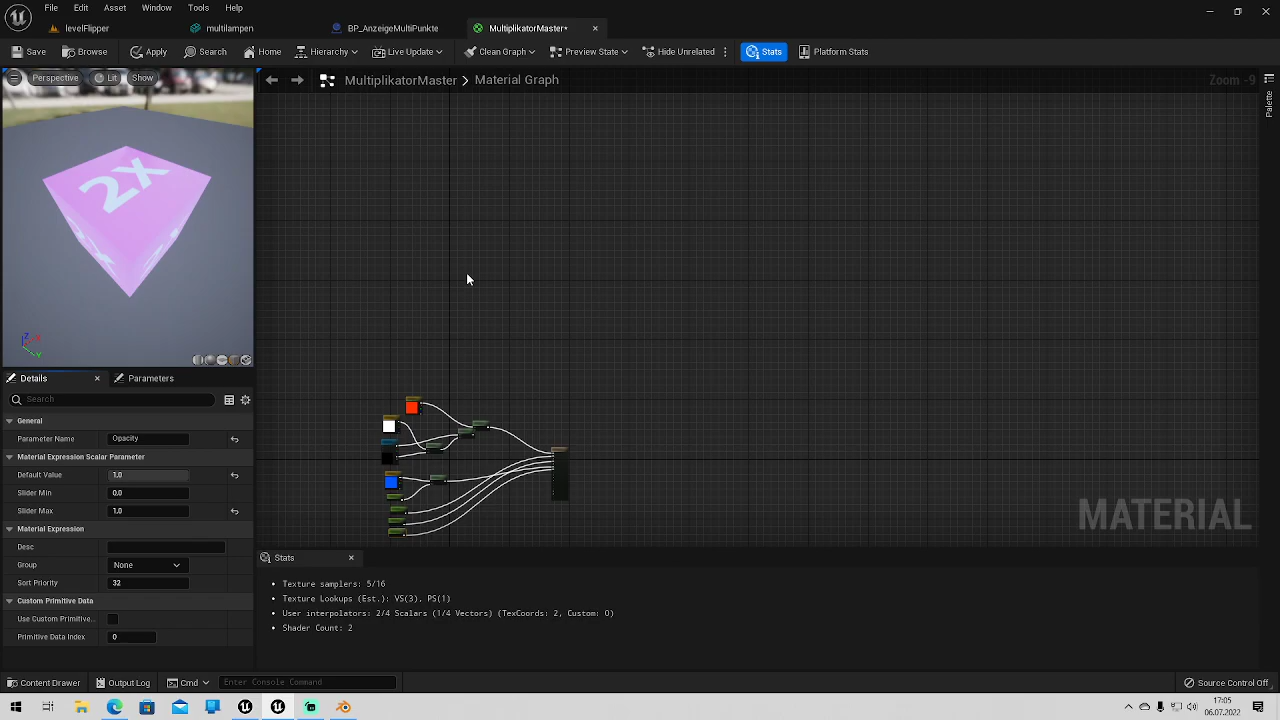 File Edit Asset Window Tools Help
levelFlipper multilampen BP_AnzeigeMultiPunkte MultiplikatorMaster*
Save Browse Apply Search Home Hierarchy Live Update Clean Graph Preview State Hide Unrelated Stats Platform Stats
Perspective Lit Show
MultiplikatorMaster > Material Graph
Zoom -9
Palette
2x
Z
X
Y
Details Parameters
Search
General
Parameter Name Opacity
Material Expression Scalar Parameter
Default Value 1.0
Slider Min 0.0
Slider Max 1.0
Material Expression
Desc
Group None
Sort Priority 32
Custom Primitive Data
Use Custom Primitive...
Primitive Data Index 0
MATERIAL
Stats
Texture samplers: 5/16
Texture Lookups (Est.): VS(3), PS(1)
User interpolators: 2/4 Scalars (1/4 Vectors) (TexCoords: 2, Custom: 0)
Shader Count: 2
Content Drawer Output Log Cmd Enter Console Command Source Control Off
17:05
06.07.2022